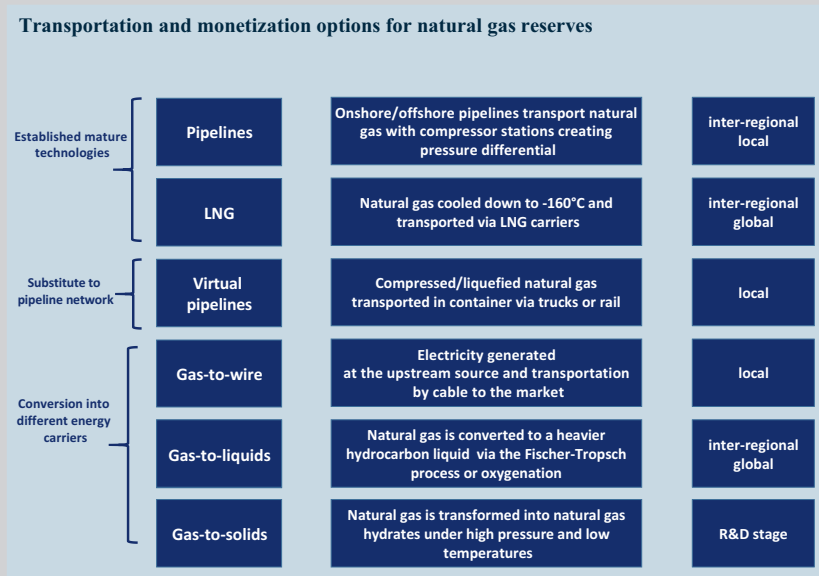 Transportation and monetization options for natural gas reserves
Established mature
technologies
Pipelines
Onshore/offshore pipelines transport natural
gas with compressor stations creating
pressure differential
inter-regional
local
LNG
Natural gas cooled down to -160°C and
transported via LNG carriers
inter-regional
global
Substitute to
pipeline network
Virtual
pipelines
Compressed/liquefied natural gas
transported in container via trucks or rail
local
Conversion into
different energy
carriers
Gas-to-wire
Electricity generated
at the upstream source and transportation
by cable to the market
local
Gas-to-liquids
Natural gas is converted to a heavier
hydrocarbon liquid via the Fischer-Tropsch
process or oxygenation
inter-regional
global
Gas-to-solids
Natural gas is transformed into natural gas
hydrates under high pressure and low
temperatures
R&D stage